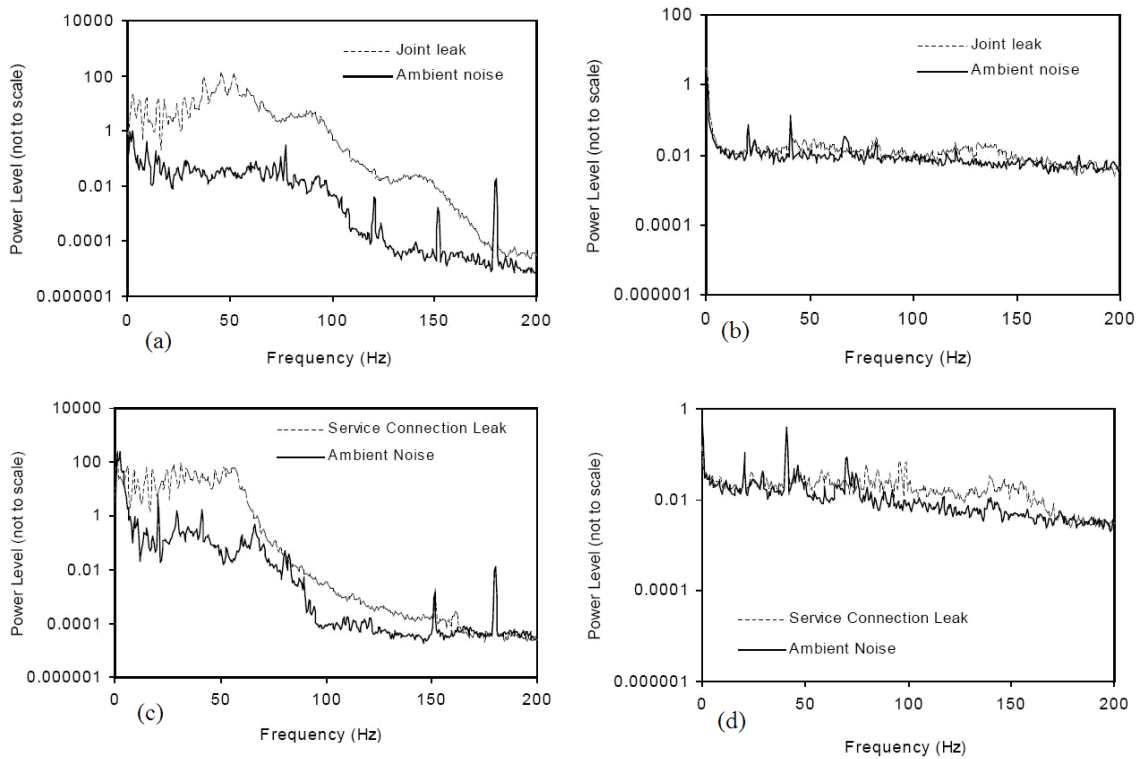 10000
100
1
0.01
0.0001
0.000001
Power Level (not to scale)
Joint leak
Ambient noise
0 50 100 150 200
(a)
Frequency (Hz)
100
1
0.01
0.0001
0.000001
Power Level (not to scale)
Joint leak
Ambient noise
0 50 100 150 200
(b)
Frequency (Hz)
10000
100
1
0.01
0.0001
0.000001
Power Level (not to scale)
Service Connection Leak
Ambient Noise
0 50 100 150 200
(c)
Frequency (Hz)
1
0.01
0.0001
0.000001
Power Level (not to scale)
Service Connection Leak
Ambient Noise
0 50 100 150 200
(d)
Frequency (Hz)